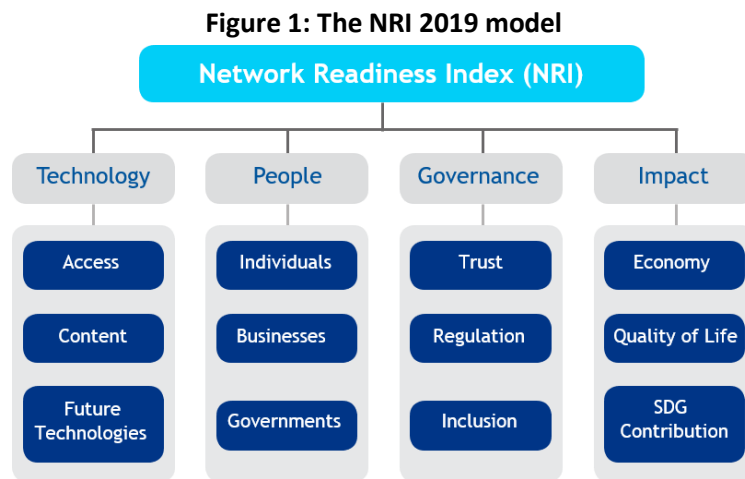 Figure 1: The NRI 2019 model
Network Readiness Index (NRI)
Technology
People
Governance
Impact
Access
Individuals
Trust
Economy
Content
Businesses
Regulation
Quality of Life
Future
Technologies
Governments
Inclusion
SDG
Contribution